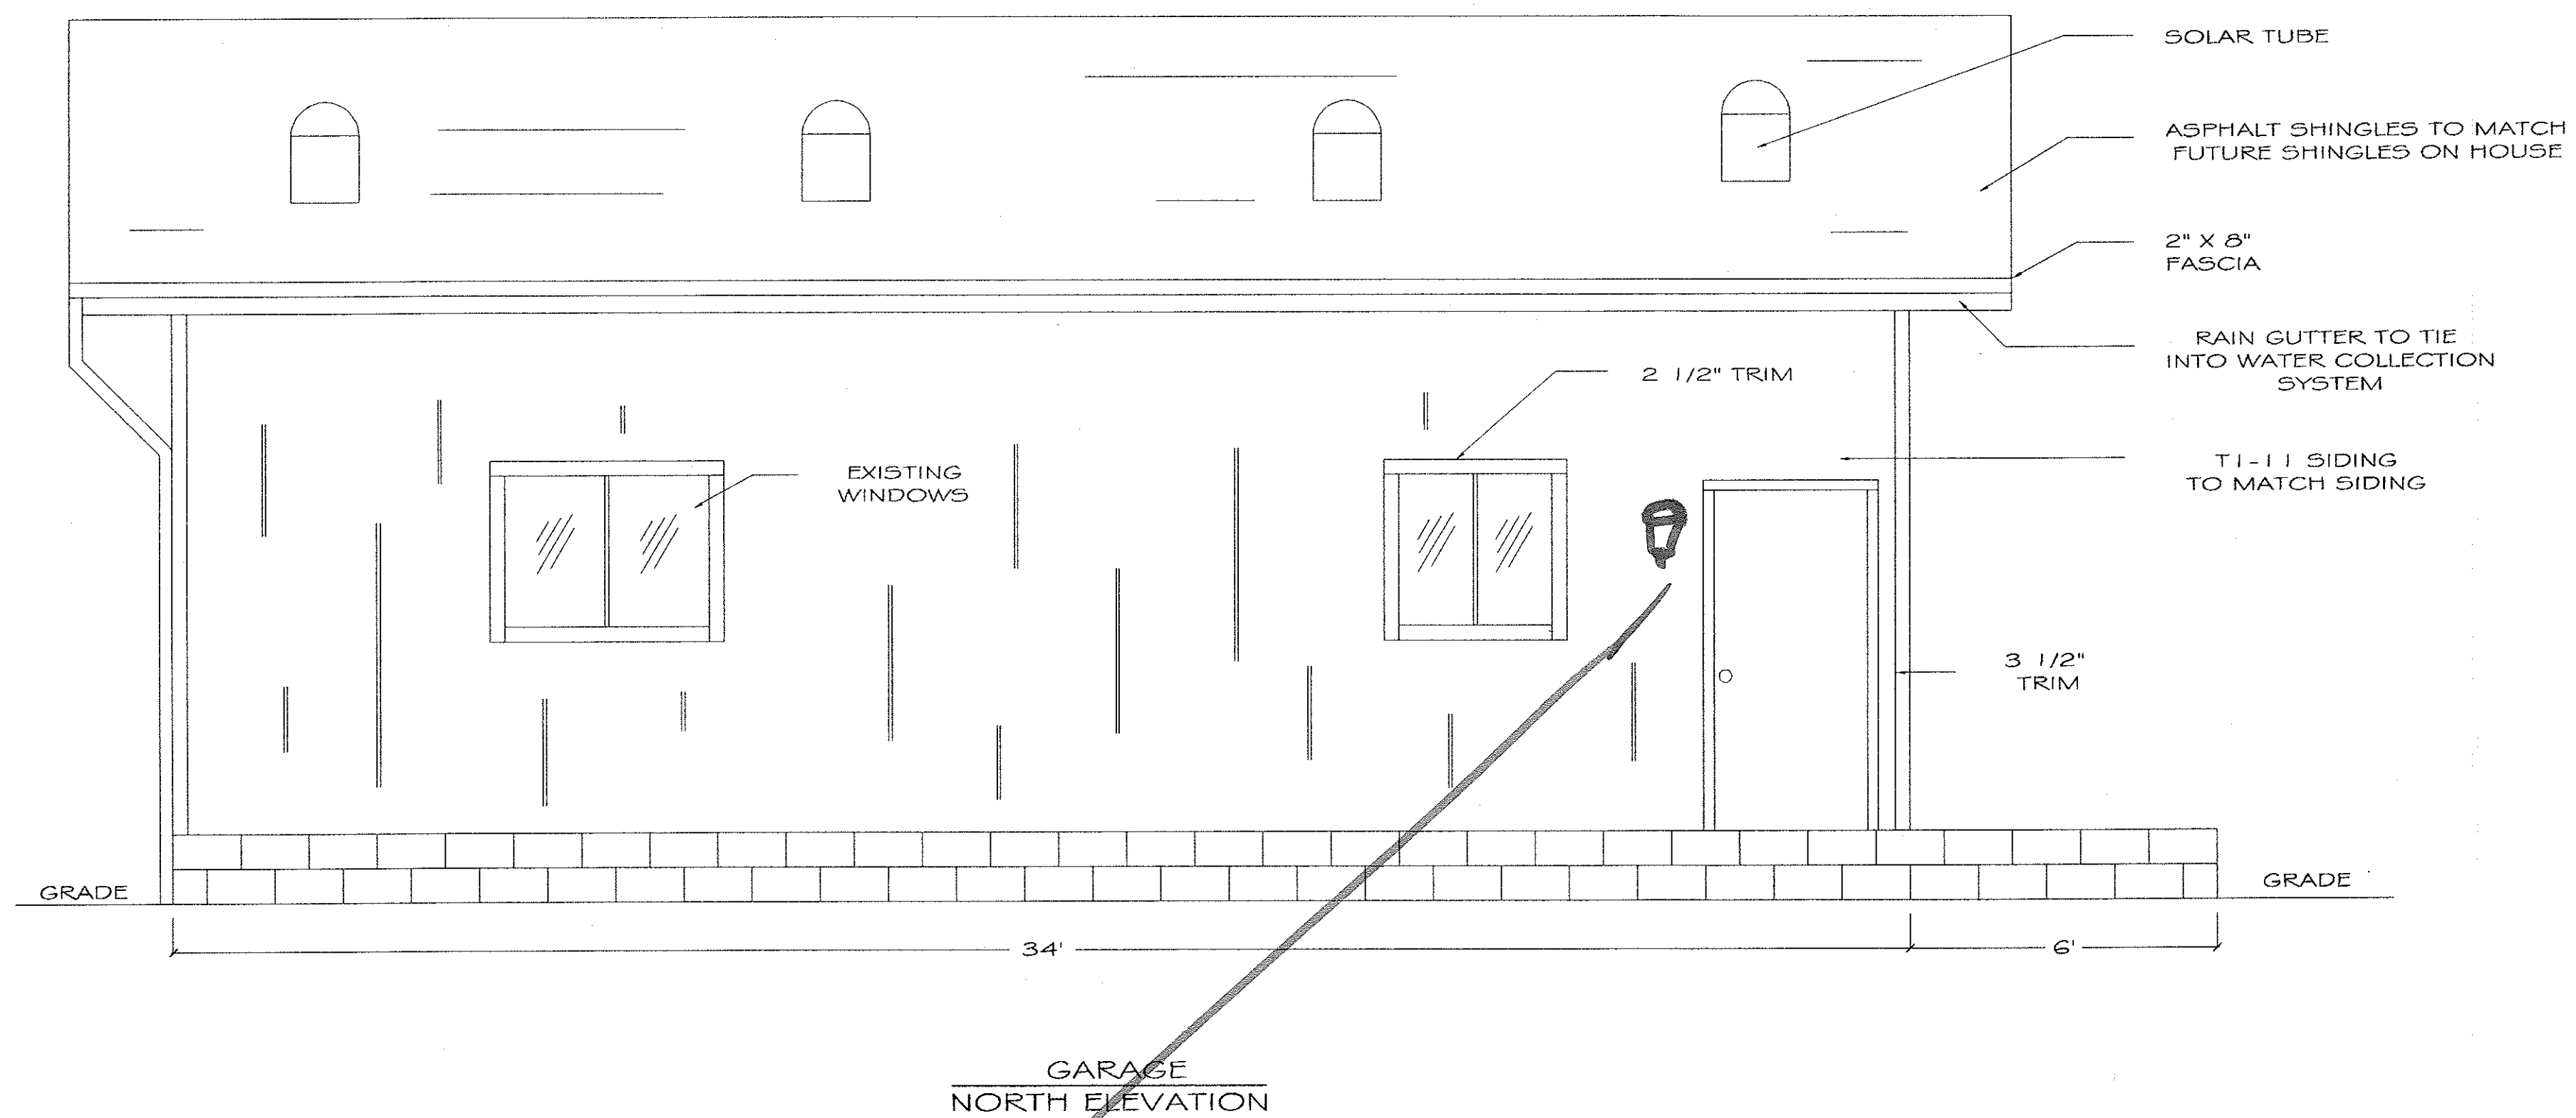 SOLAR TUBE
ASPHALT SHINGLES TO MATCH
FUTURE SHINGLES ON HOUSE
2" X 8"
FASCIA
RAIN GUTTER TO TIE
INTO WATER COLLECTION
SYSTEM
2 1/2" TRIM
EXISTING
WINDOWS
T1-11 SIDING
TO MATCH SIDING
3 1/2"
TRIM
GRADE
GRADE
34'
6'
GARAGE
NORTH ELEVATION